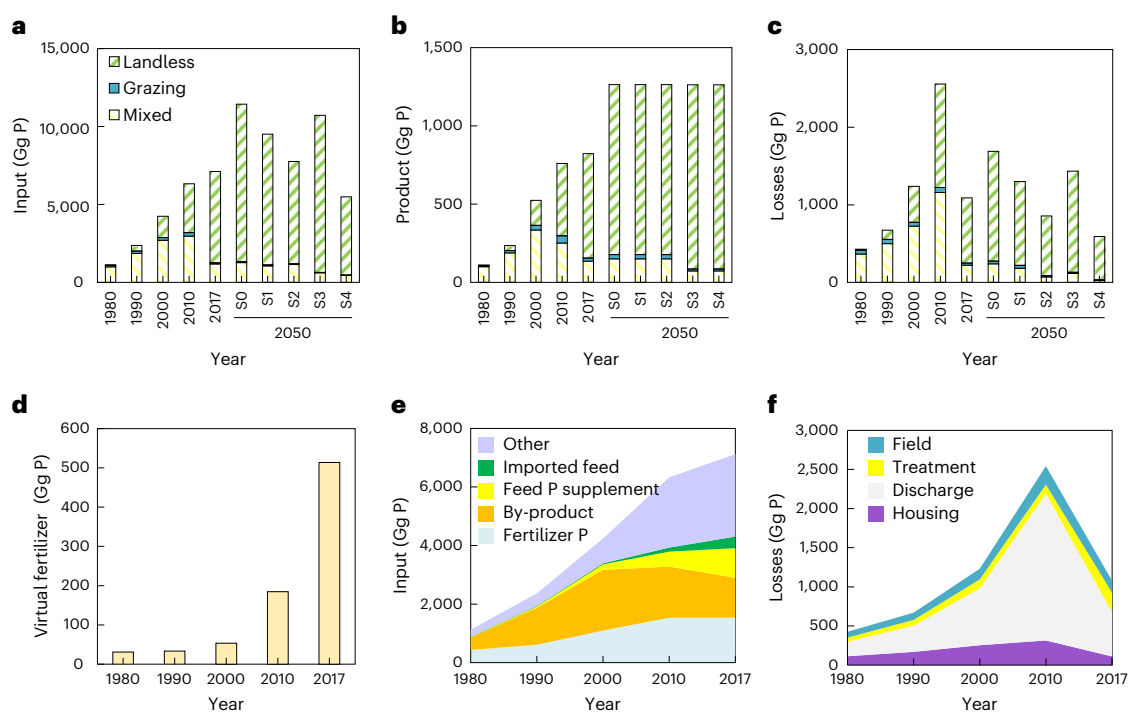 a
15,000
10,000
5,000
0
Input (Gg P)
Landless
Grazing
Mixed
1980
1990
2000
2010
2017
S0
S1
S2
S3
S4
2050
Year
b
1,500
1,000
500
0
Product (Gg P)
1980
1990
2000
2010
2017
S0
S1
S2
S3
S4
2050
Year
c
3,000
2,000
1,000
0
Losses (Gg P)
1980
1990
2000
2010
2017
S0
S1
S2
S3
S4
2050
Year
d
600
500
400
300
200
100
0
Virtual fertilizer (Gg P)
1980
1990
2000
2010
2017
Year
e
8,000
6,000
4,000
2,000
0
Input (Gg P)
Other
Imported feed
Feed P supplement
By-product
Fertilizer P
1980
1990
2000
2010
2017
Year
f
3,000
2,500
2,000
1,500
1,000
500
0
Losses (Gg P)
Field
Treatment
Discharge
Housing
1980
1990
2000
2010
2017
Year